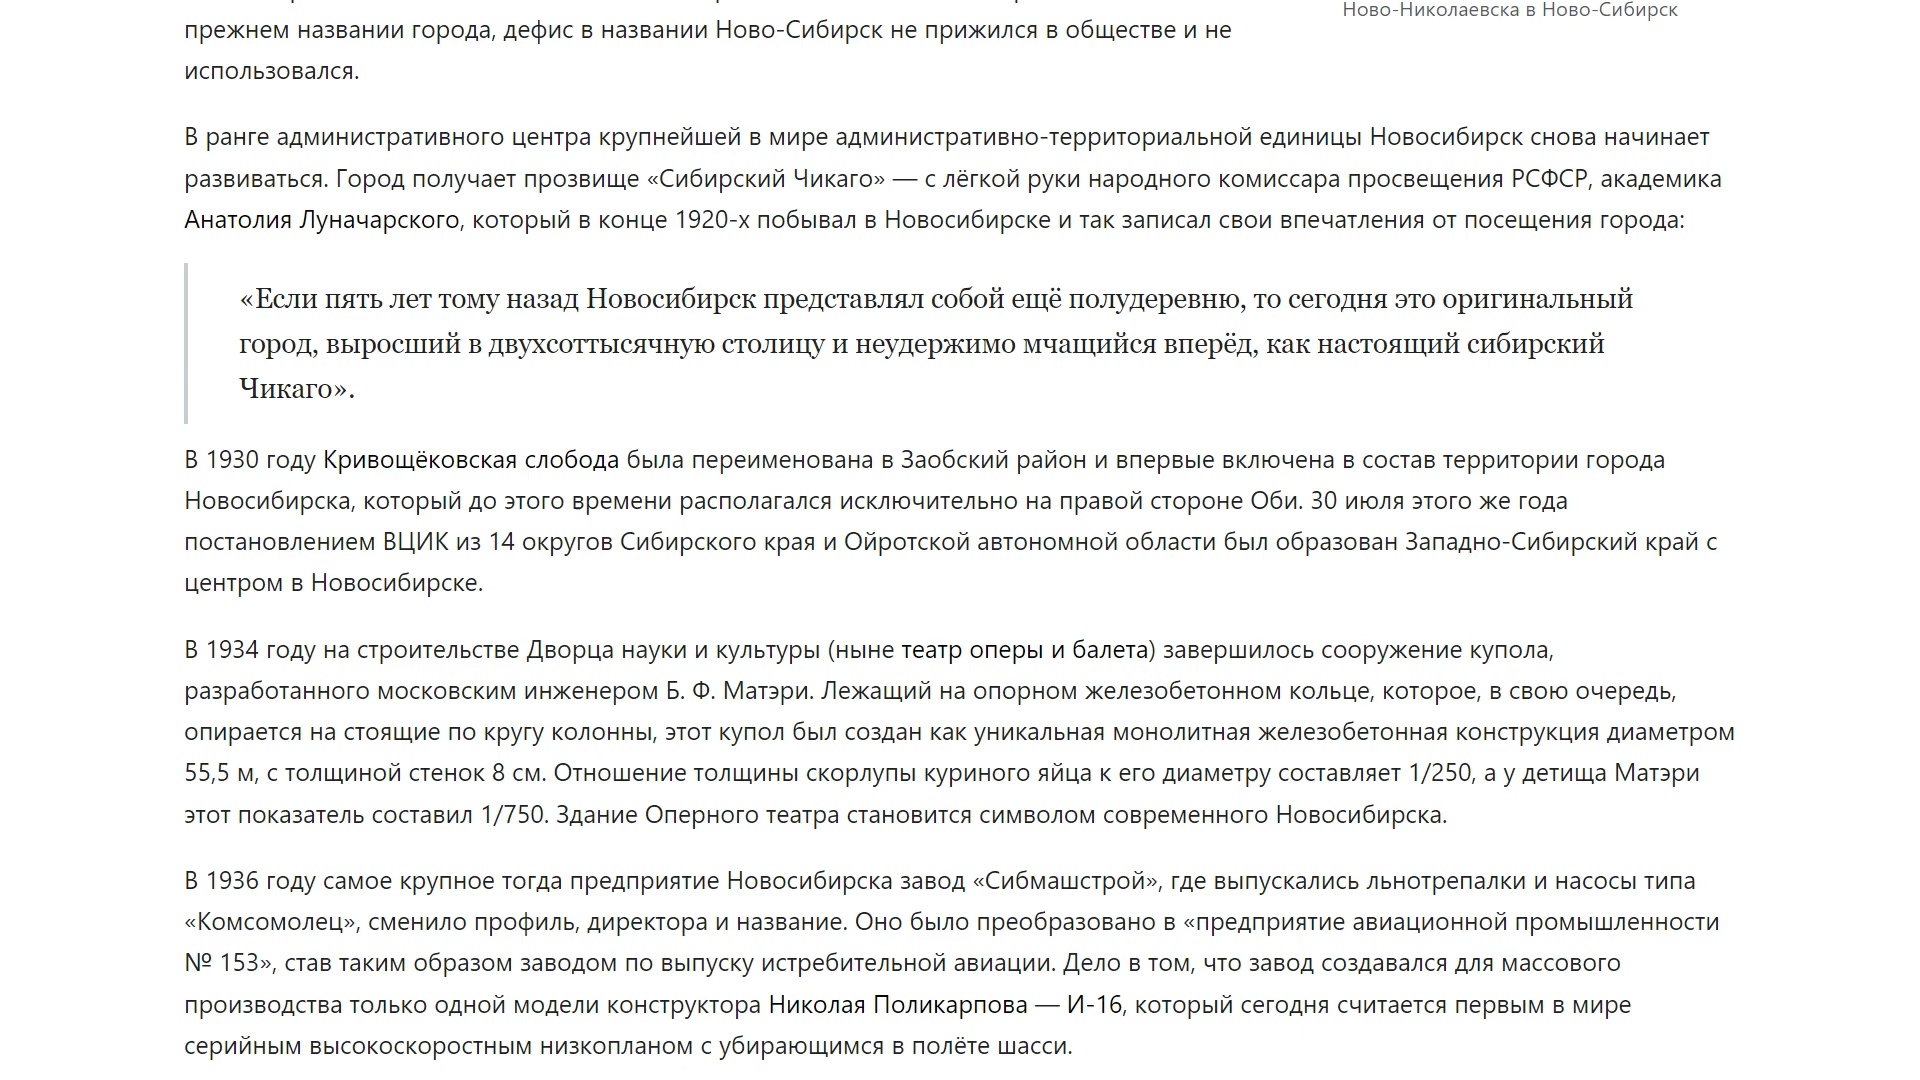 Ново-Николаевска в Ново-Сибирск
прежнем названии города, дефис в названии Ново-Сибирск не прижился в обществе и не
использовался.
В ранге административного центра крупнейшей в мире административно-территориальной единицы Новосибирск снова начинает
развиваться. Город получает прозвище «Сибирский Чикаго» — с лёгкой руки народного комиссара просвещения РСФСР, академика
Анатолия Луначарского, который в конце 1920-х побывал в Новосибирске и так записал свои впечатления от посещения города:
«Если пять лет тому назад Новосибирск представлял собой ещё полудеревню, то сегодня это оригинальный
город, выросший в двухсоттысячную столицу и неудержимо мчащийся вперёд, как настоящий сибирский
Чикаго».
В 1930 году Кривощёковская слобода была переименована в Заобский район и впервые включена в состав территории города
Новосибирска, который до этого времени располагался исключительно на правой стороне Оби. 30 июля этого же года
постановлением ВЦИК из 14 округов Сибирского края и Ойротской автономной области был образован Западно-Сибирский край с
центром в Новосибирске.
В 1934 году на строительстве Дворца науки и культуры (ныне театр оперы и балета) завершилось сооружение купола,
разработанного московским инженером Б. Ф. Матэри. Лежащий на опорном железобетонном кольце, которое, в свою очередь,
опирается на стоящие по кругу колонны, этот купол был создан как уникальная монолитная железобетонная конструкция диаметром
55,5 м, с толщиной стенок 8 см. Отношение толщины скорлупы куриного яйца к его диаметру составляет 1/250, а у детища Матэри
этот показатель составил 1/750. Здание Оперного театра становится символом современного Новосибирска.
В 1936 году самое крупное тогда предприятие Новосибирска завод «Сибмашстрой», где выпускались льнотрепалки и насосы типа
«Комсомолец», сменило профиль, директора и название. Оно было преобразовано в «предприятие авиационной промышленности
№ 153», став таким образом заводом по выпуску истребительной авиации. Дело в том, что завод создавался для массового
производства только одной модели конструктора Николая Поликарпова — И-16, который сегодня считается первым в мире
серийным высокоскоростным низкопланом с убирающимся в полёте шасси.